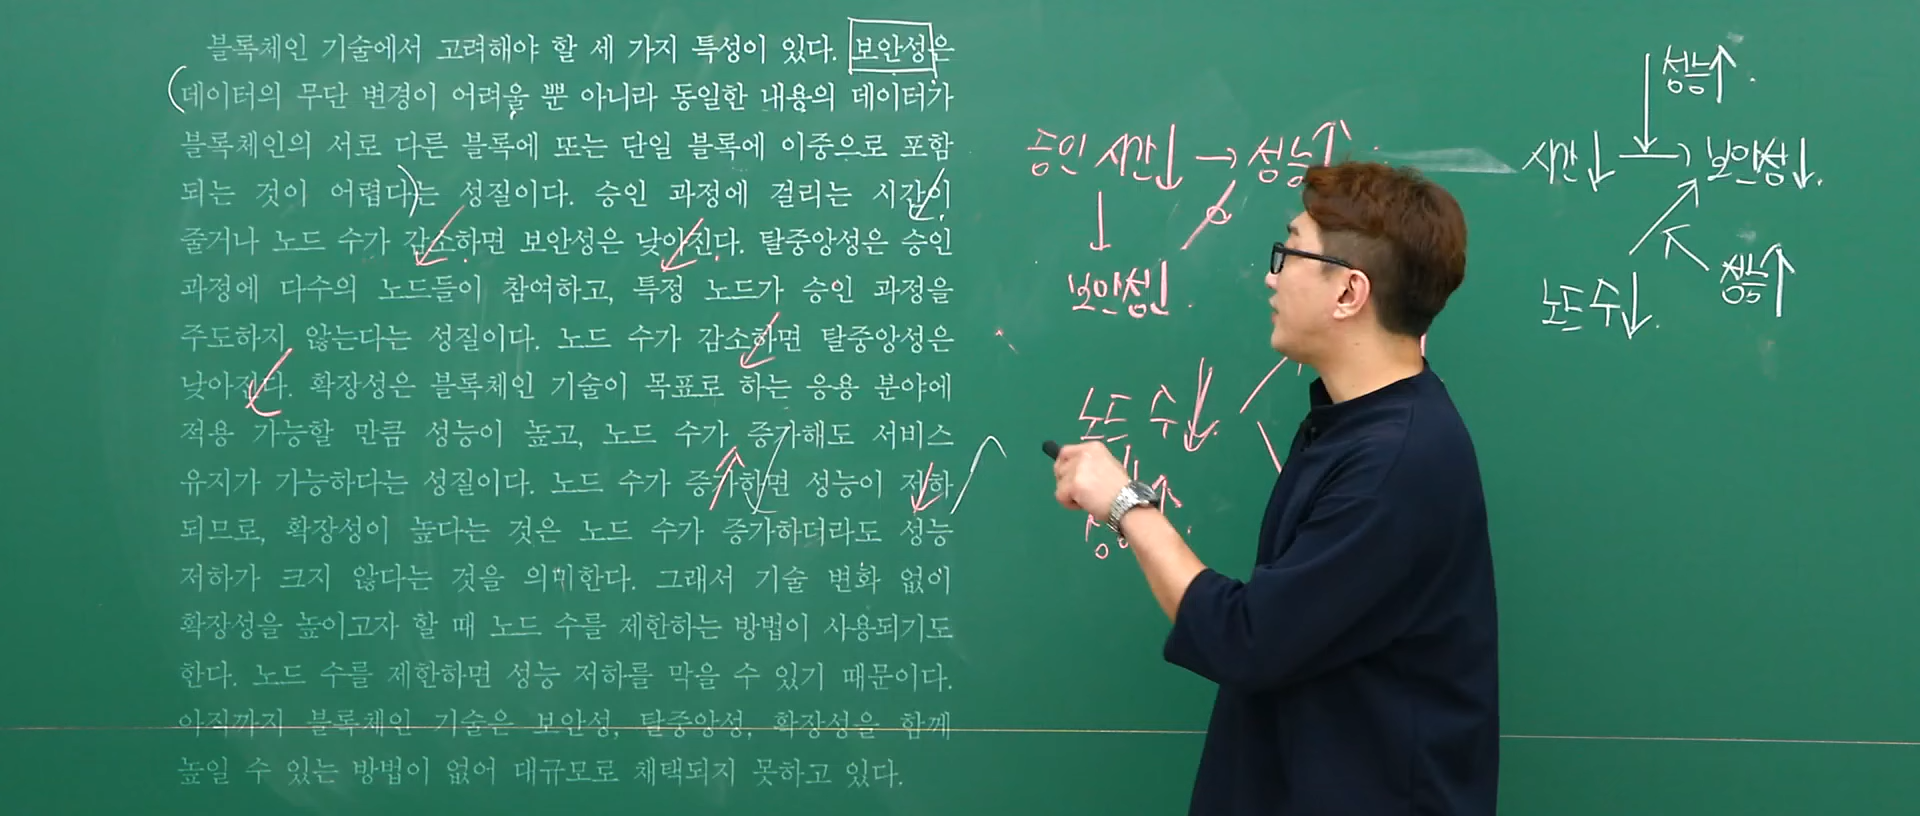 블록체인 기술에서 고려해야 할 세 가지 특성이 있다. 보안성은
데이터의 무단 변경이 어려울 뿐 아니라 동일한 내용의 데이터가
블록체인의 서로 다른 블록에 또는 단일 블록에 이중으로 포함
되는 것이 어렵다는 성질이다. 승인 과정에 걸리는 시간이
줄거나 노드 수가 감소하면 보안성은 낮아진다. 탈중앙성은 승인
과정에 다수의 노드들이 참여하고, 특정 노드가 승인 과정을
주도하지 않는다는 성질이다. 노드 수가 감소하면 탈중앙성은
낮아진다. 확장성은 블록체인 기술이 목표로 하는 응용 분야에
적용 가능할 만큼 성능이 높고, 노드 수가 증가해도 서비스
유지가 가능하다는 성질이다. 노드 수가 증가하면 성능이 저하
되므로, 확장성이 높다는 것은 노드 수가 증가하더라도 성능
저하가 크지 않다는 것을 의미한다. 그래서 기술 변화 없이
확장성을 높이고자 할 때 노드 수를 제한하는 방법이 사용되기도
한다. 노드 수를 제한하면 성능 저하를 막을 수 있기 때문이다.
아직까지 블록체인 기술은 보안성, 탈중앙성, 확장성을 함께
높일 수 있는 방법이 없어 대규모로 채택되지 못하고 있다.
승인 시간↓ → 성능↑
↓
보안성↓
노드 수↓
성능↑
시간↓ → 보안성↓
노드 수↓
성능↑